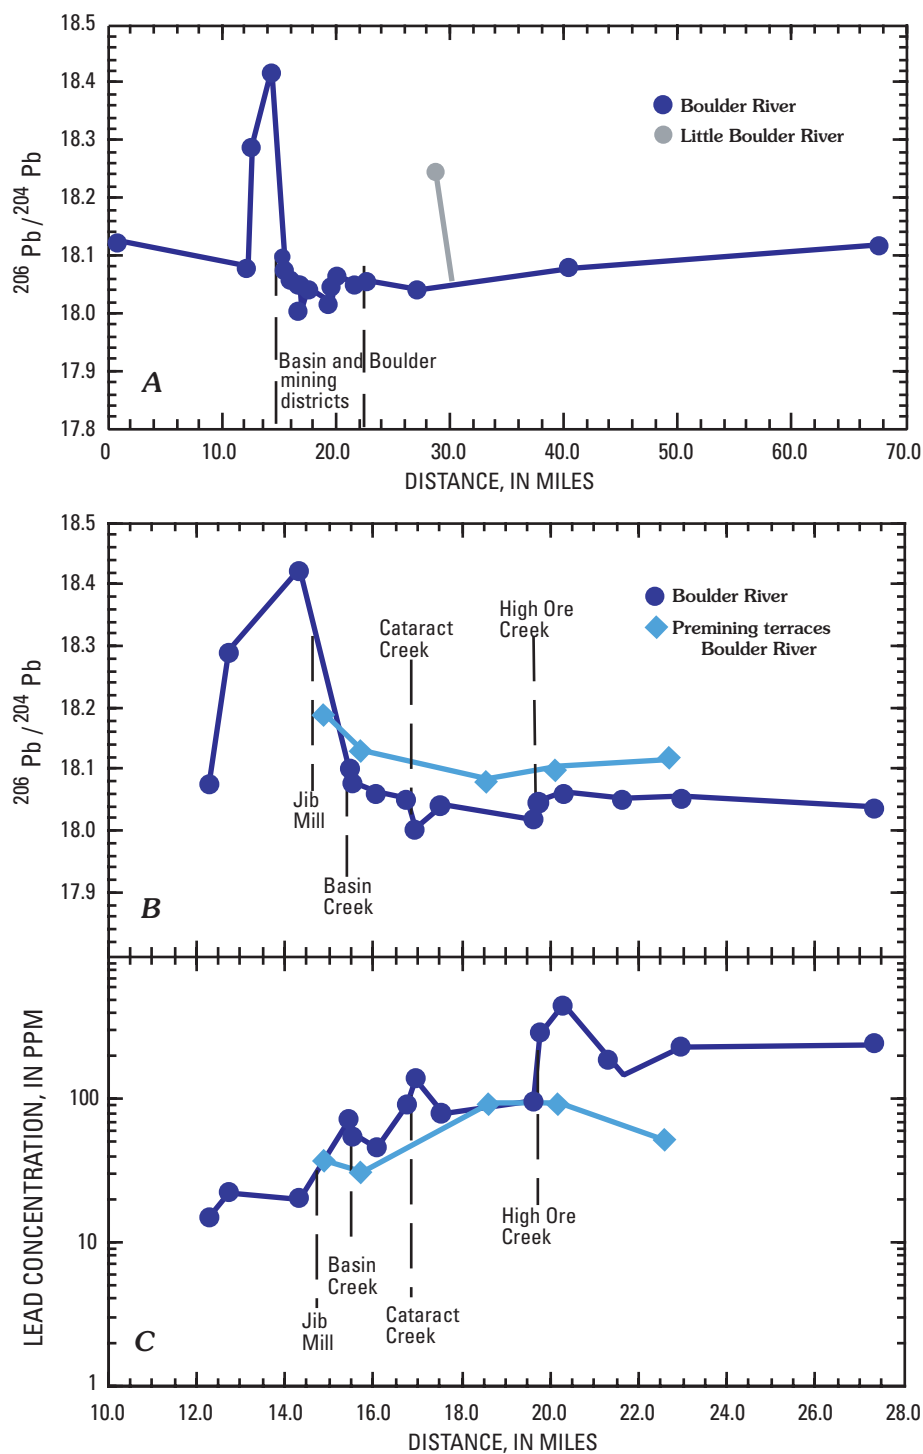 18.5
18.4
18.3
18.2
18.1
18.0
17.9
17.8
206 Pb / 204 Pb
Boulder River
Little Boulder River
Basin and Boulder
mining
districts
A
0 10.0 20.0 30.0 40.0 50.0 60.0 70.0
DISTANCE, IN MILES
18.5
18.4
18.3
18.2
18.1
18.0
17.9
206 Pb / 204 Pb
Boulder River
Premining terraces
Boulder River
High Ore
Creek
Cataract
Creek
Jib
Mill
Basin
Creek
B
100
10
1
LEAD CONCENTRATION, IN PPM
High Ore
Creek
Basin
Creek
Cataract
Creek
Jib
Mill
C
10.0 12.0 14.0 16.0 18.0 20.0 22.0 24.0 26.0 28.0
DISTANCE, IN MILES